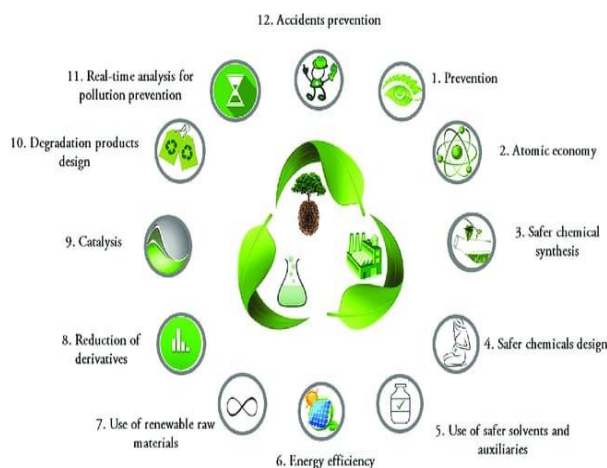 12. Accidents prevention
1. Prevention
2. Atomic economy
3. Safer chemical
synthesis
4. Safer chemicals design
5. Use of safer solvents and
auxiliaries
6. Energy efficiency
7. Use of renewable raw
materials
8. Reduction of
derivatives
9. Catalysis
10. Degradation products
design
11. Real-time analysis for
pollution prevention